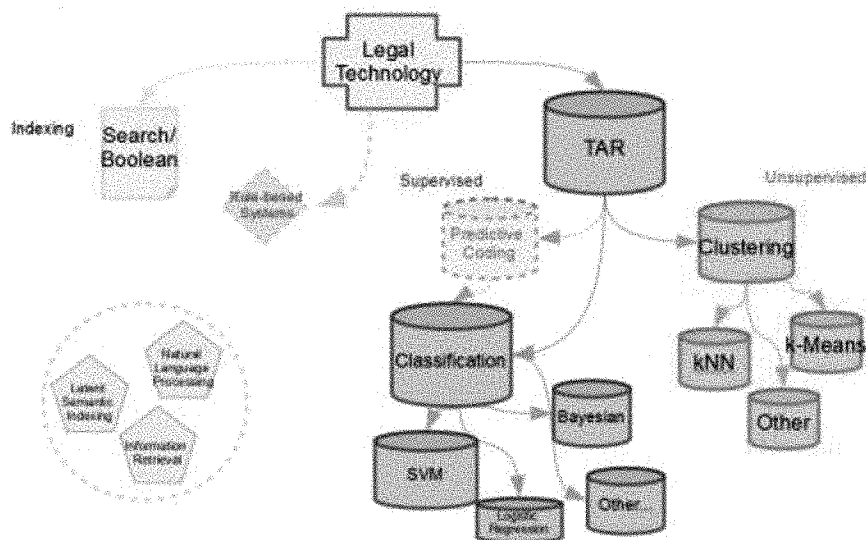 Legal
Technology
Indexing
Search/
Boolean
TAR
Rule-based
Systems
Supervised
Unsupervised
Predictive
Coding
Clustering
Classification
kNN
k-Means
Other
Bayesian
SVM
Logistic
Regression
Other...
Natural
Language
Processing
Latent
Semantic
Indexing
Information
Retrieval